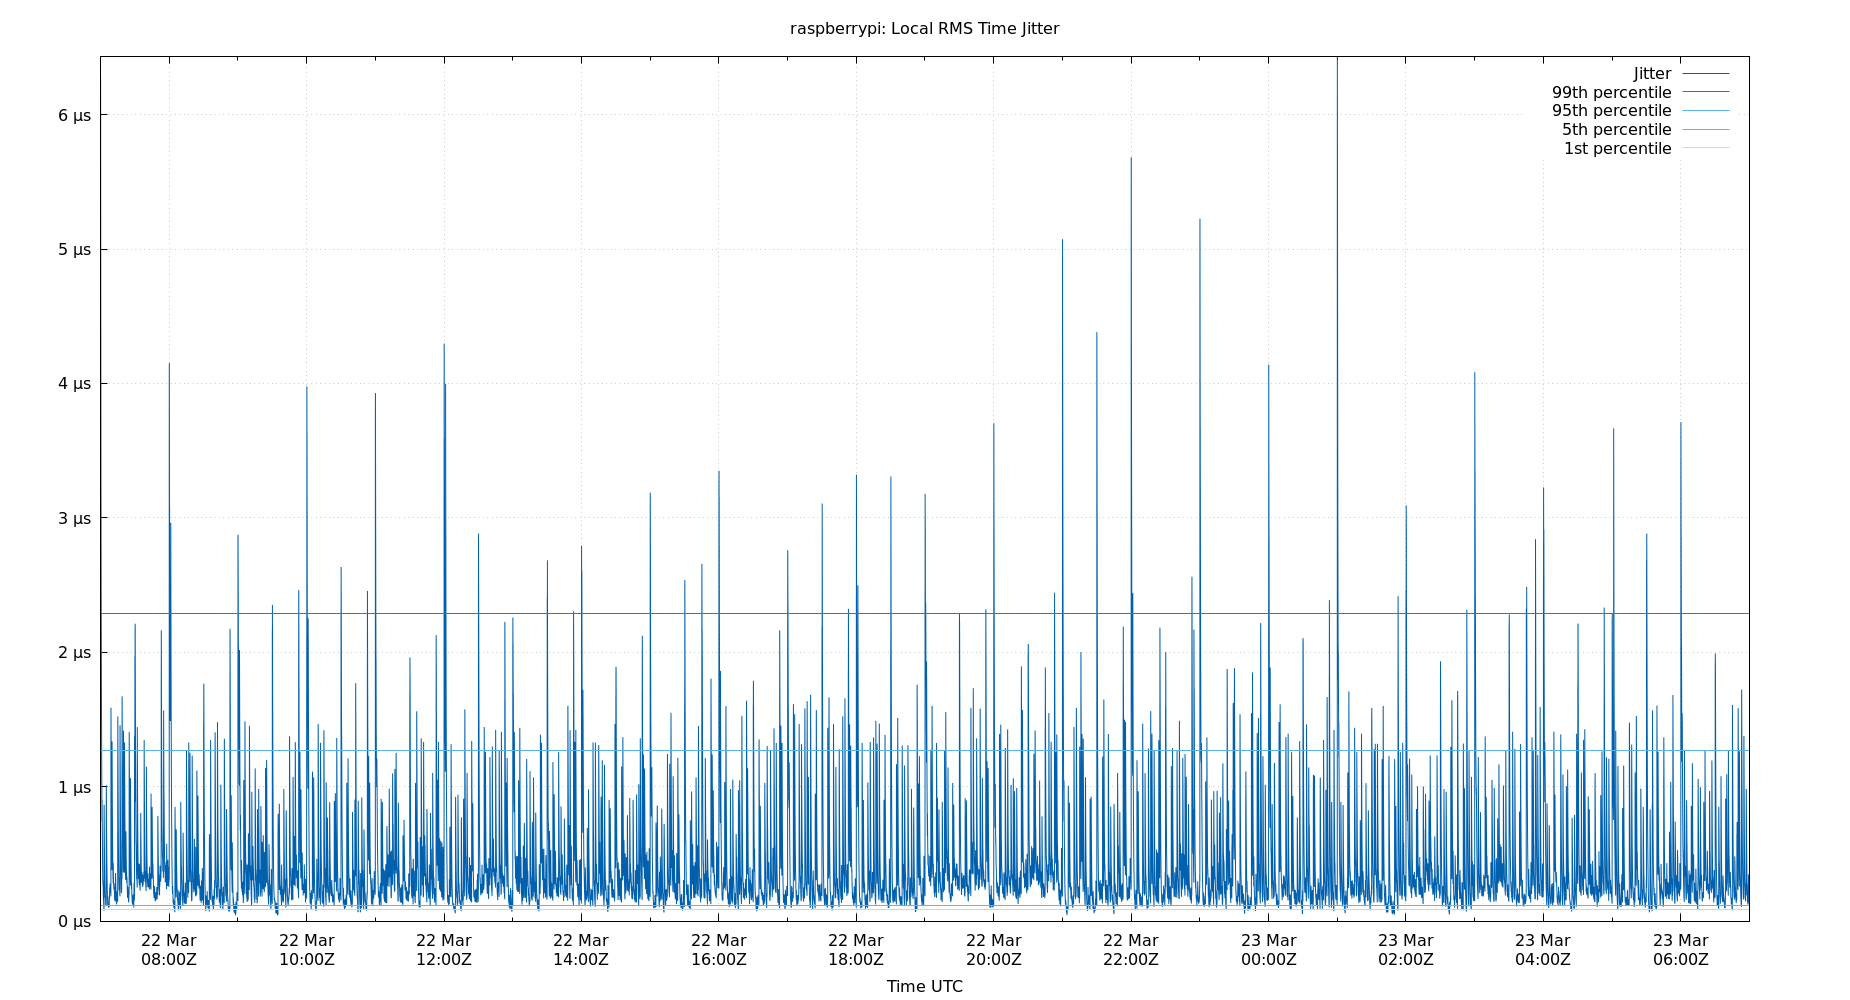 raspberrypi: Local RMS Time Jitter
Jitter
99th percentile
95th percentile
5th percentile
1st percentile
6 µs
5 µs
4 µs
3 µs
2 µs
1 µs
0 µs
22 Mar 22 Mar 22 Mar 22 Mar 22 Mar 22 Mar 22 Mar 22 Mar 23 Mar 23 Mar 23 Mar 23 Mar
08:00Z 10:00Z 12:00Z 14:00Z 16:00Z 18:00Z 20:00Z 22:00Z 00:00Z 02:00Z 04:00Z 06:00Z
Time UTC